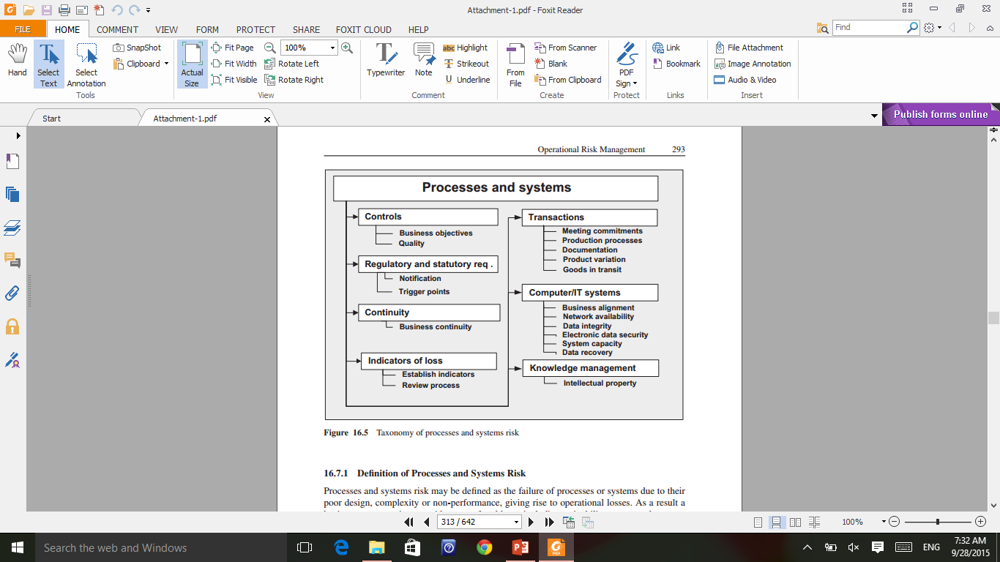 Attachment-1.pdf - Foxit Reader
FILE HOME COMMENT VIEW FORM PROTECT SHARE FOXIT CLOUD HELP Find
Hand
Select Text
Select Annotation
SnapShot
Clipboard
Tools
Actual Size
Fit Page
Fit Width
Fit Visible
100%
Rotate Left
Rotate Right
View
Typewriter
Note
abc Highlight
Strikeout
Underline
Comment
From File
From Scanner
Blank
From Clipboard
Create
PDF Sign
Protect
Link
Bookmark
Links
File Attachment
Image Annotation
Audio & Video
Insert
Start
Attachment-1.pdf
Publish forms online
Operational Risk Management 293
Processes and systems
Controls
Business objectives
Quality
Regulatory and statutory req .
Notification
Trigger points
Continuity
Business continuity
Indicators of loss
Establish indicators
Review process
Transactions
Meeting commitments
Production processes
Documentation
Product variation
Goods in transit
Computer/IT systems
Business alignment
Network availability
Data integrity
Electronic data security
System capacity
Data recovery
Knowledge management
Intellectual property
Figure 16.5 Taxonomy of processes and systems risk
16.7.1 Definition of Processes and Systems Risk
Processes and systems risk may be defined as the failure of processes or systems due to their
poor design, complexity or non-performance, giving rise to operational losses. As a result a
313 / 642
100%
Search the web and Windows
ENG
7:32 AM
9/28/2015